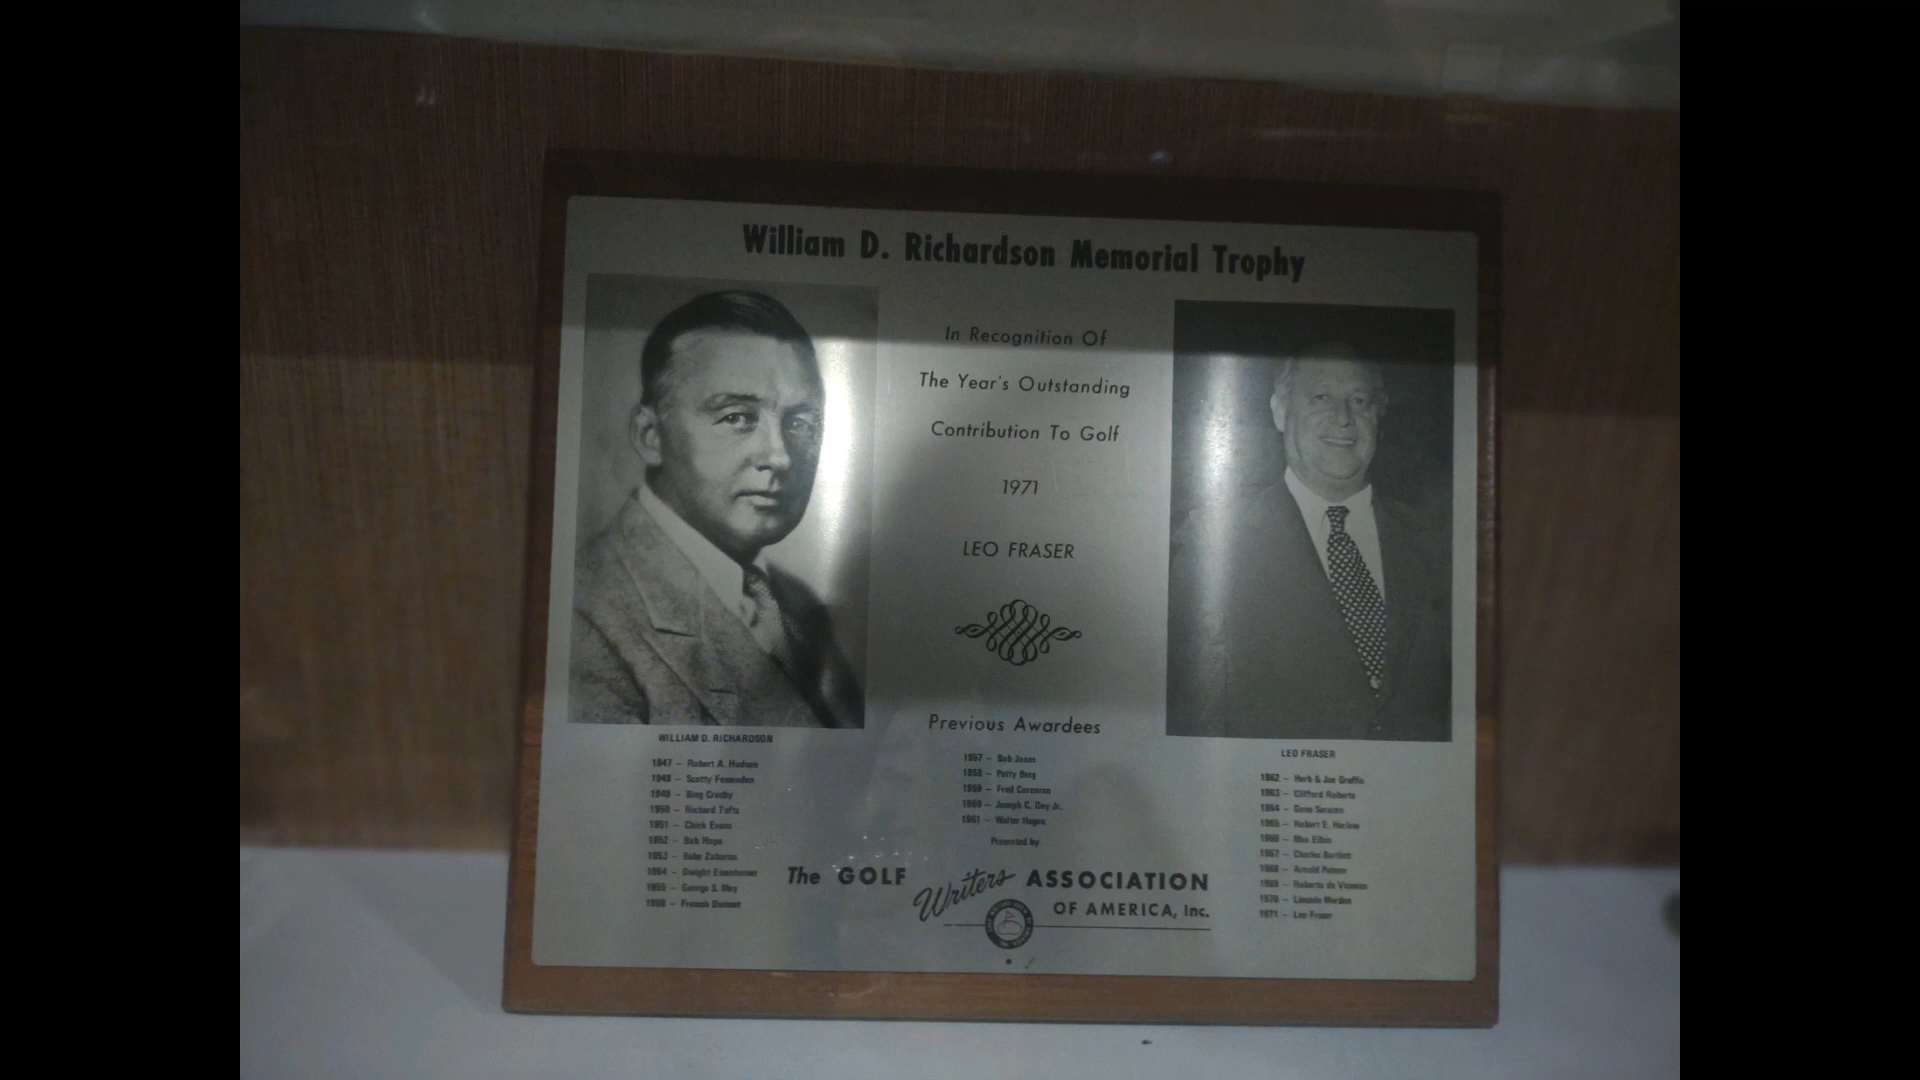 William D. Richardson Memorial Trophy
In Recognition Of
The Year's Outstanding
Contribution To Golf
1971
LEO FRASER
Previous Awardees
WILLIAM D. RICHARDSON
1947 – Robert A. Hudson
1948 – Scotty Fessenden
1949 – Bing Crosby
1950 – Richard Tufts
1951 – Chick Evans
1952 – Bob Hope
1953 – Babe Zaharias
1954 – Dwight Eisenhower
1955 – George S. May
1956 – Francis Ouimet
1957 – Bob Jones
1958 – Patty Berg
1959 – Fred Corcoran
1960 – Joseph C. Dey Jr.
1961 – Walter Hagen
Presented by
LEO FRASER
1962 – Herb & Joe Graffis
1963 – Clifford Roberts
1964 – Gene Sarazen
1965 – Robert E. Harlow
1966 – Max Elbin
1967 – Charles Bartlett
1968 – Arnold Palmer
1969 – Roberto de Vicenzo
1970 – Lincoln Werden
1971 – Leo Fraser
The GOLF Writers ASSOCIATION
OF AMERICA, Inc.